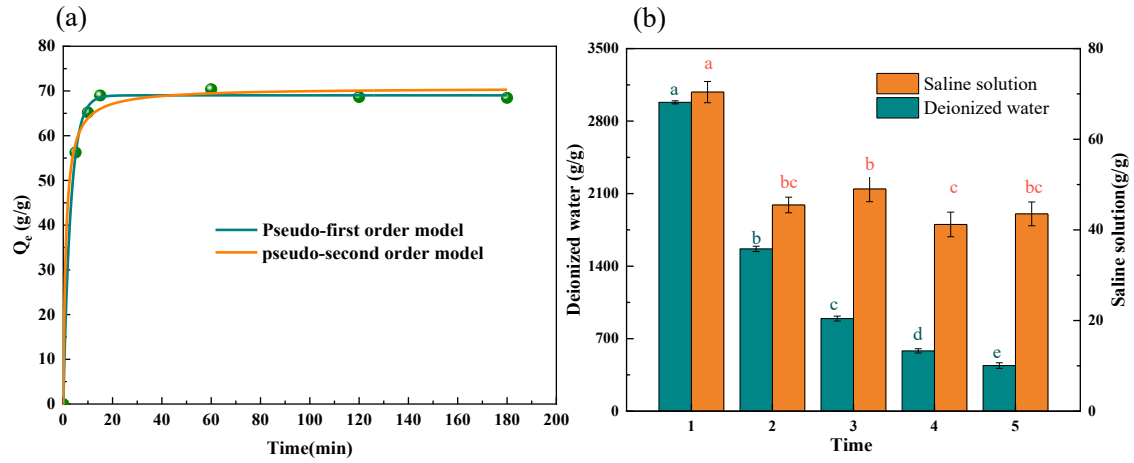 (a)
80
70
60
50
40
30
20
10
0
Q_e (g/g)
Pseudo-first order model
pseudo-second order model
0 20 40 60 80 100 120 140 160 180 200
Time(min)
(b)
3500
2800
2100
1400
700
0
Deionized water (g/g)
a a
b bc
c b
d c
e bc
Saline solution
Deionized water
80
60
40
20
0
Saline solution(g/g)
1 2 3 4 5
Time